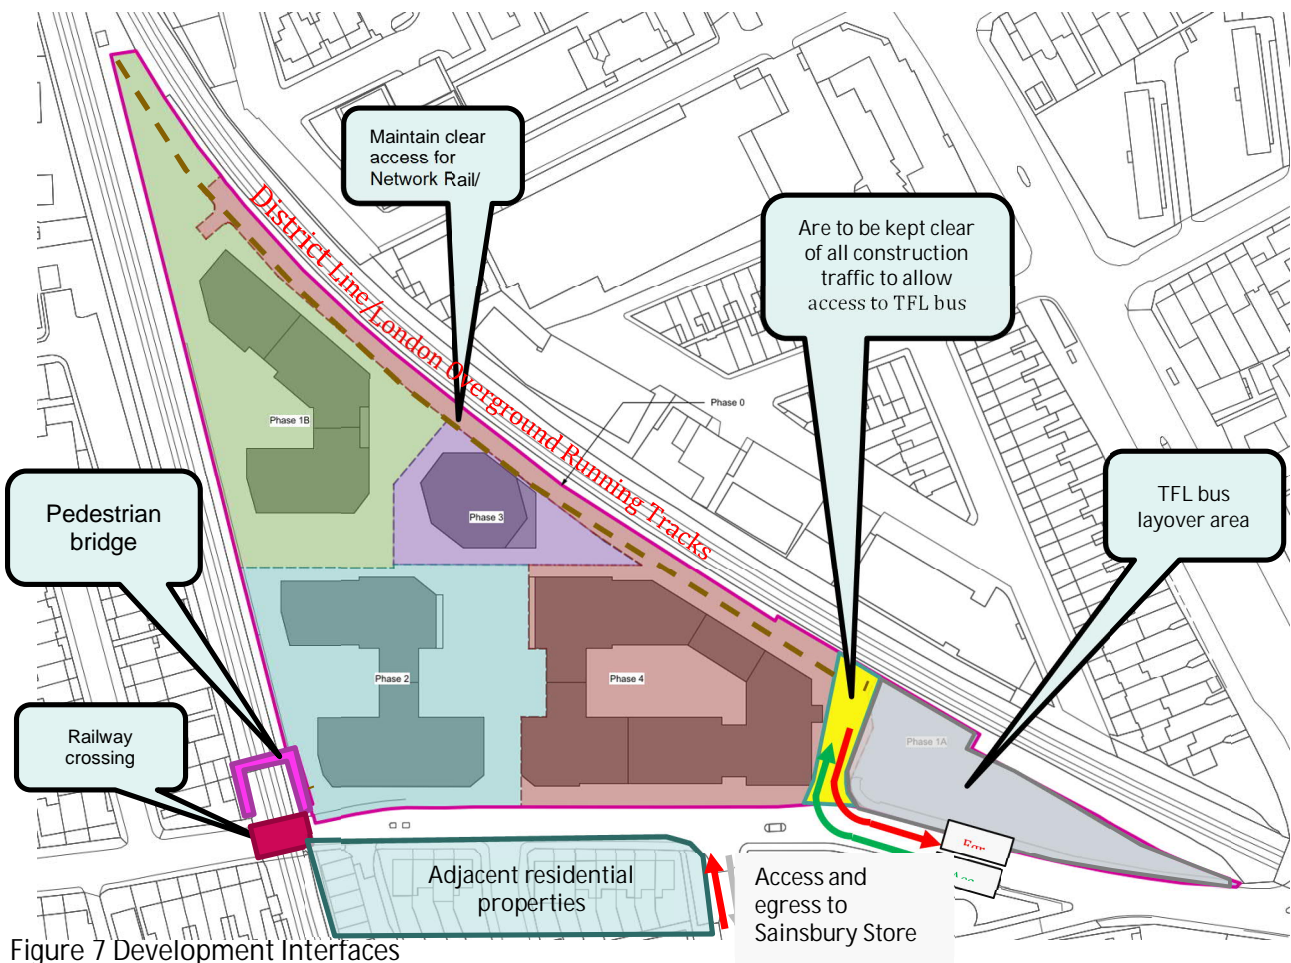 Maintain clear
access for
Network Rail/
Are to be kept clear
of all construction
traffic to allow
access to TFL bus
District Line/London Overground Running Tracks
Phase 0
Phase 1B
TFL bus
layover area
Pedestrian
bridge
Phase 3
Phase 2
Phase 4
Railway
crossing
Phase 1A
Adjacent residential
properties
Access and
egress to
Sainsbury Store
Figure 7 Development Interfaces